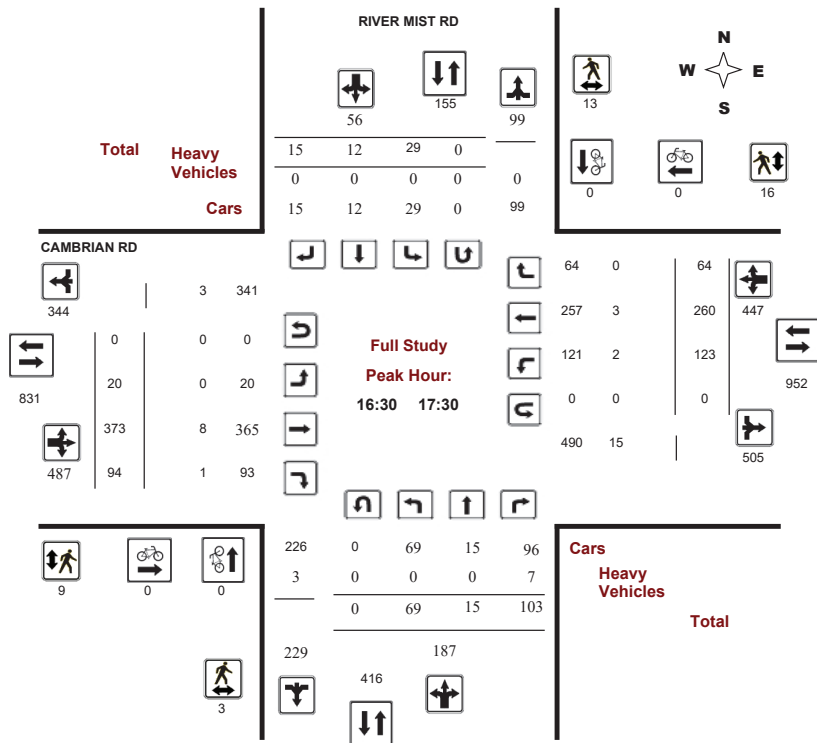 RIVER MIST RD
N
W E
S
155
13
56 99
Total Heavy Vehicles 15 12 29 0
0 0 0 0 0
0 0 16
Cars 15 12 29 0 99
CAMBRIAN RD
344 3 341
64 0 64
447
257 3 260
831 0 0 0
Full Study
Peak Hour:
16:30 17:30
952
121 2 123
20 0 20
0 0 0
373 8 365
490 15 505
487 94 1 93
226 0 69 15 96 Cars
3 0 0 0 7 Heavy Vehicles
9 0 0
0 69 15 103 Total
229 187
416
3